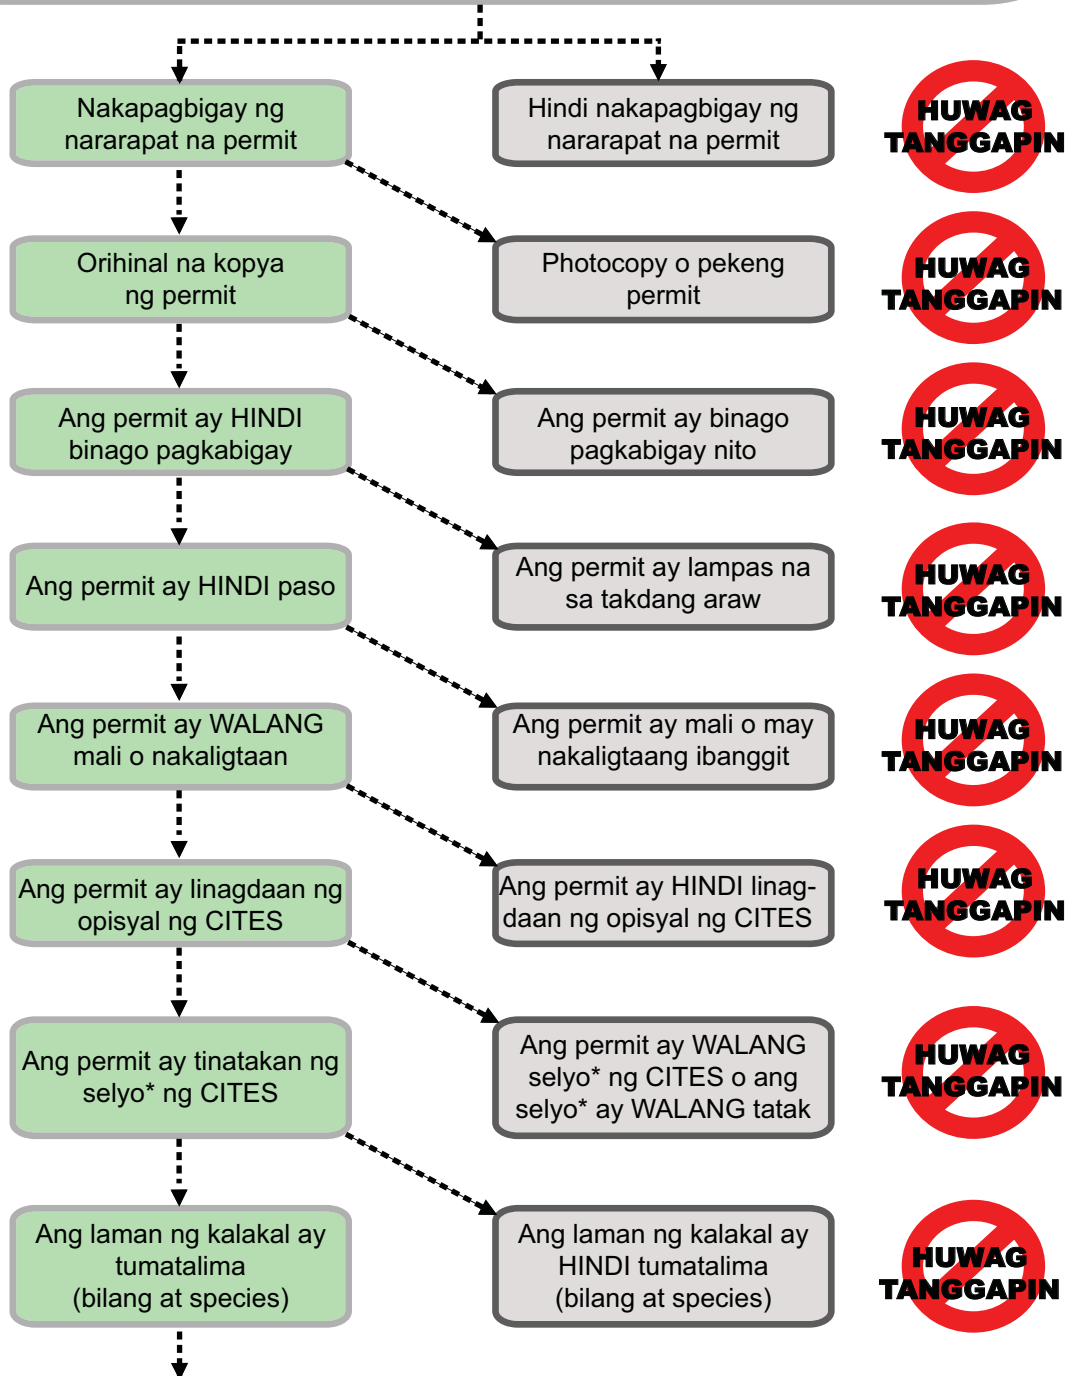 Nakapagbigay ng
nararapat na permit
Hindi nakapagbigay ng
nararapat na permit
HUWAG
TANGGAPIN
Orihinal na kopya
ng permit
Photocopy o pekeng
permit
HUWAG
TANGGAPIN
Ang permit ay HINDI
binago pagkabigay
Ang permit ay binago
pagkabigay nito
HUWAG
TANGGAPIN
Ang permit ay HINDI paso
Ang permit ay lampas na
sa takdang araw
HUWAG
TANGGAPIN
Ang permit ay WALANG
mali o nakaligtaan
Ang permit ay mali o may
nakaligtaang ibanggit
HUWAG
TANGGAPIN
Ang permit ay linagdaan ng
opisyal ng CITES
Ang permit ay HINDI linag-
daan ng opisyal ng CITES
HUWAG
TANGGAPIN
Ang permit ay tinatakan ng
selyo* ng CITES
Ang permit ay WALANG
selyo* ng CITES o ang
selyo* ay WALANG tatak
HUWAG
TANGGAPIN
Ang laman ng kalakal ay
tumatalima
(bilang at species)
Ang laman ng kalakal ay
HINDI tumatalima
(bilang at species)
HUWAG
TANGGAPIN